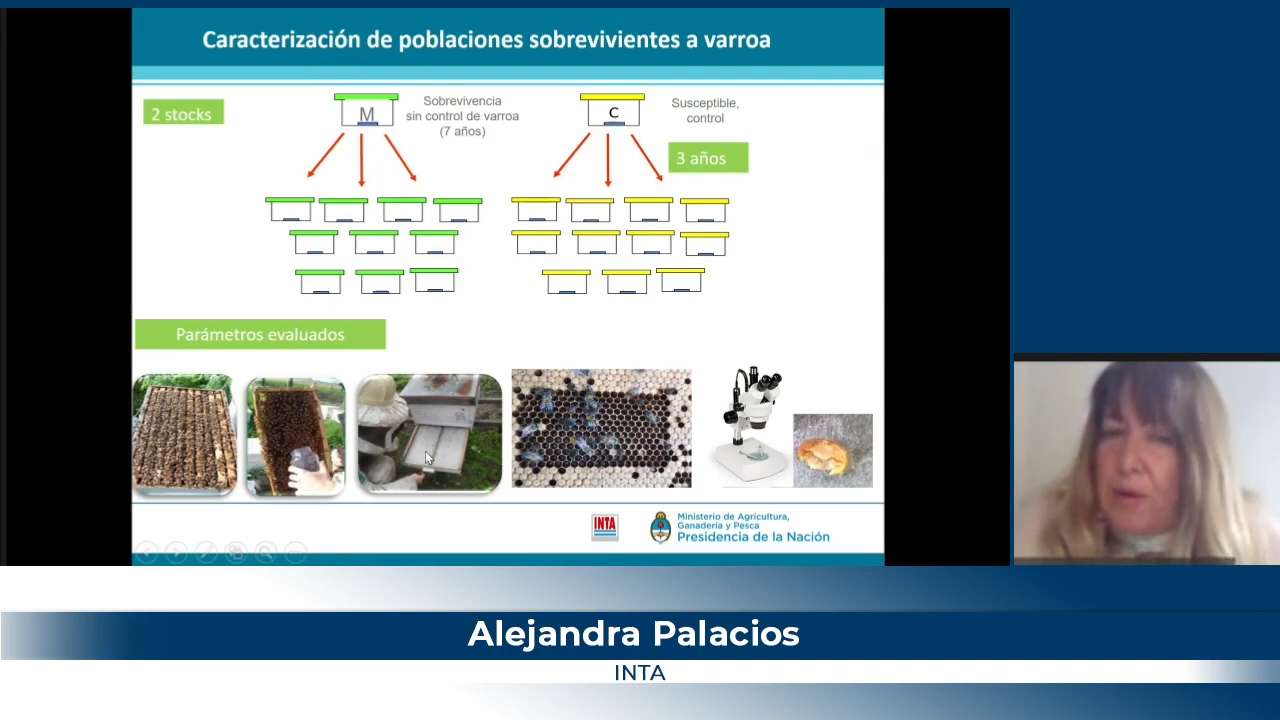 Caracterización de poblaciones sobrevivientes a varroa
2 stocks
M
Sobrevivencia
sin control de varroa
(7 años)
C
Susceptible,
control
3 años
Parámetros evaluados
INTA
Ministerio de Agricultura,
Ganadería y Pesca
Presidencia de la Nación
Alejandra Palacios
INTA